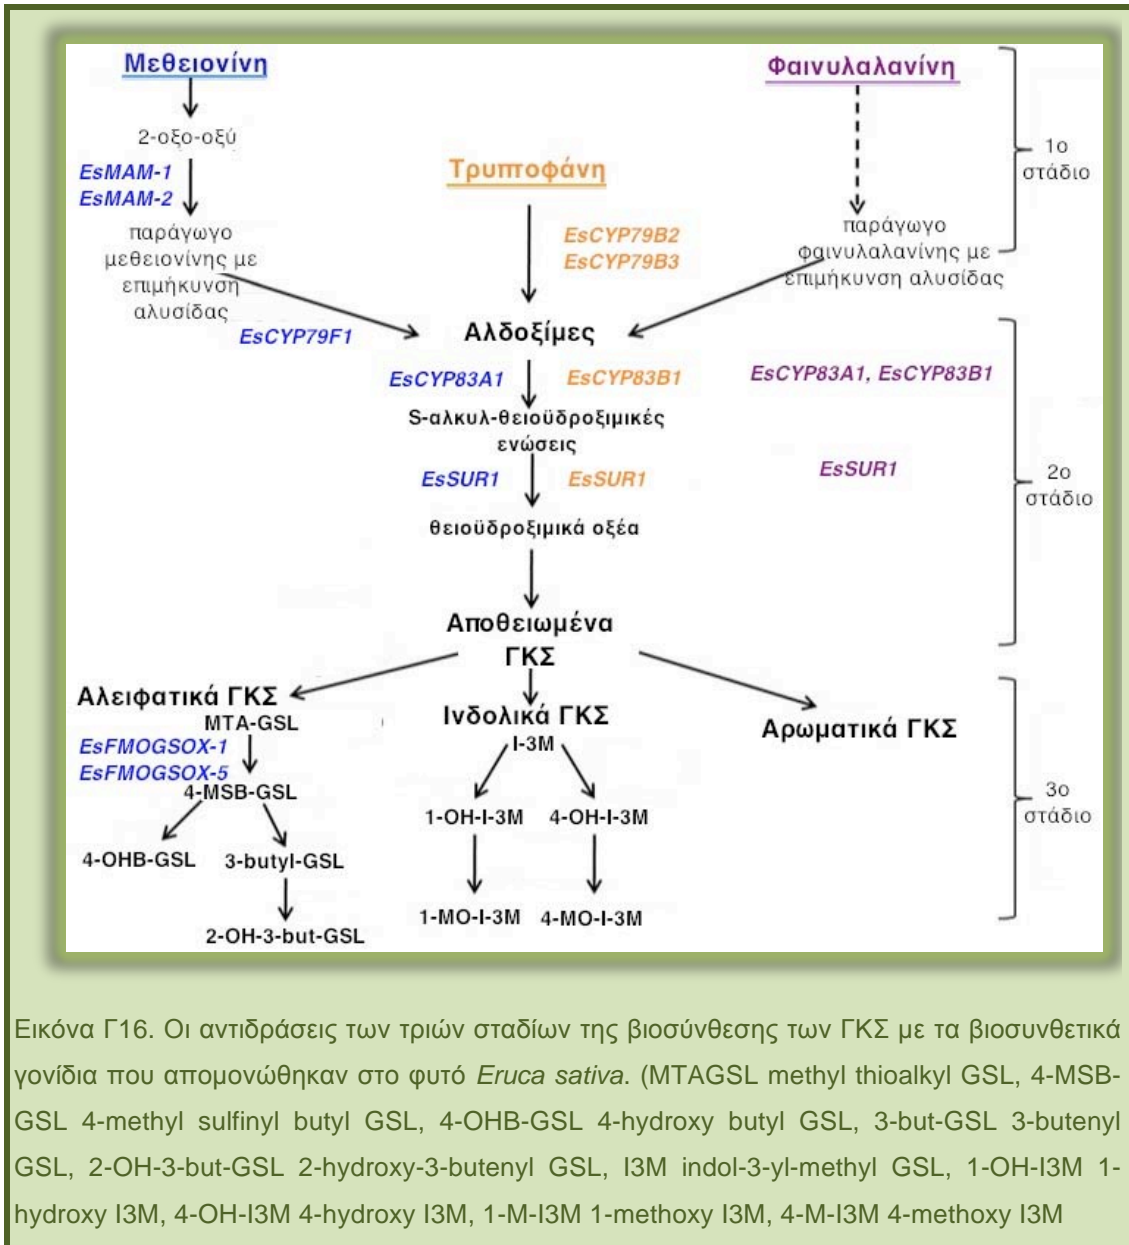 Μεθειονίνη
Φαινυλαλανίνη
2-οξο-οξύ
1ο
στάδιο
EsMAM-1
EsMAM-2
Τρυπτοφάνη
παράγωγο
μεθειονίνης με
επιμήκυνση
αλυσίδας
EsCYP79B2
EsCYP79B3
παράγωγο
φαινυλαλανίνης με
επιμήκυνση αλυσίδας
EsCYP79F1
Αλδοξίμες
EsCYP83A1
EsCYP83B1
EsCYP83A1, EsCYP83B1
S-αλκυλ-θειοϋδροξιμικές
ενώσεις
EsSUR1
EsSUR1
EsSUR1
2ο
στάδιο
θειοϋδροξιμικά οξέα
Αποθειωμένα
ΓΚΣ
Αλειφατικά ΓΚΣ
MTA-GSL
EsFMOGSOX-1
EsFMOGSOX-5
4-MSB-GSL
4-OHB-GSL
3-butyl-GSL
2-OH-3-but-GSL
Ινδολικά ΓΚΣ
I-3M
1-OH-I-3M
4-OH-I-3M
1-MO-I-3M
4-MO-I-3M
Αρωματικά ΓΚΣ
3ο
στάδιο
Εικόνα Γ16. Οι αντιδράσεις των τριών σταδίων της βιοσύνθεσης των ΓΚΣ με τα βιοσυνθετικά
γονίδια που απομονώθηκαν στο φυτό Eruca sativa. (MTAGSL methyl thioalkyl GSL, 4-MSB-
GSL 4-methyl sulfinyl butyl GSL, 4-OHB-GSL 4-hydroxy butyl GSL, 3-but-GSL 3-butenyl
GSL, 2-OH-3-but-GSL 2-hydroxy-3-butenyl GSL, I3M indol-3-yl-methyl GSL, 1-OH-I3M 1-
hydroxy I3M, 4-OH-I3M 4-hydroxy I3M, 1-M-I3M 1-methoxy I3M, 4-M-I3M 4-methoxy I3M